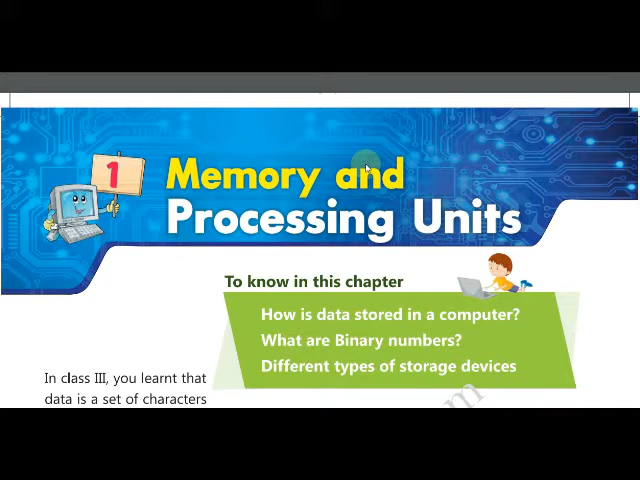 1
Memory and
Processing Units
To know in this chapter
How is data stored in a computer?
What are Binary numbers?
Different types of storage devices
In class III, you learnt that
data is a set of characters